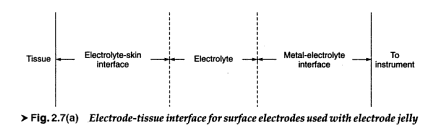 Tissue
Electrolyte-skin
interface
Electrolyte
Metal-electrolyte
interface
To
instrument
➤ Fig. 2.7(a) Electrode-tissue interface for surface electrodes used with electrode jelly